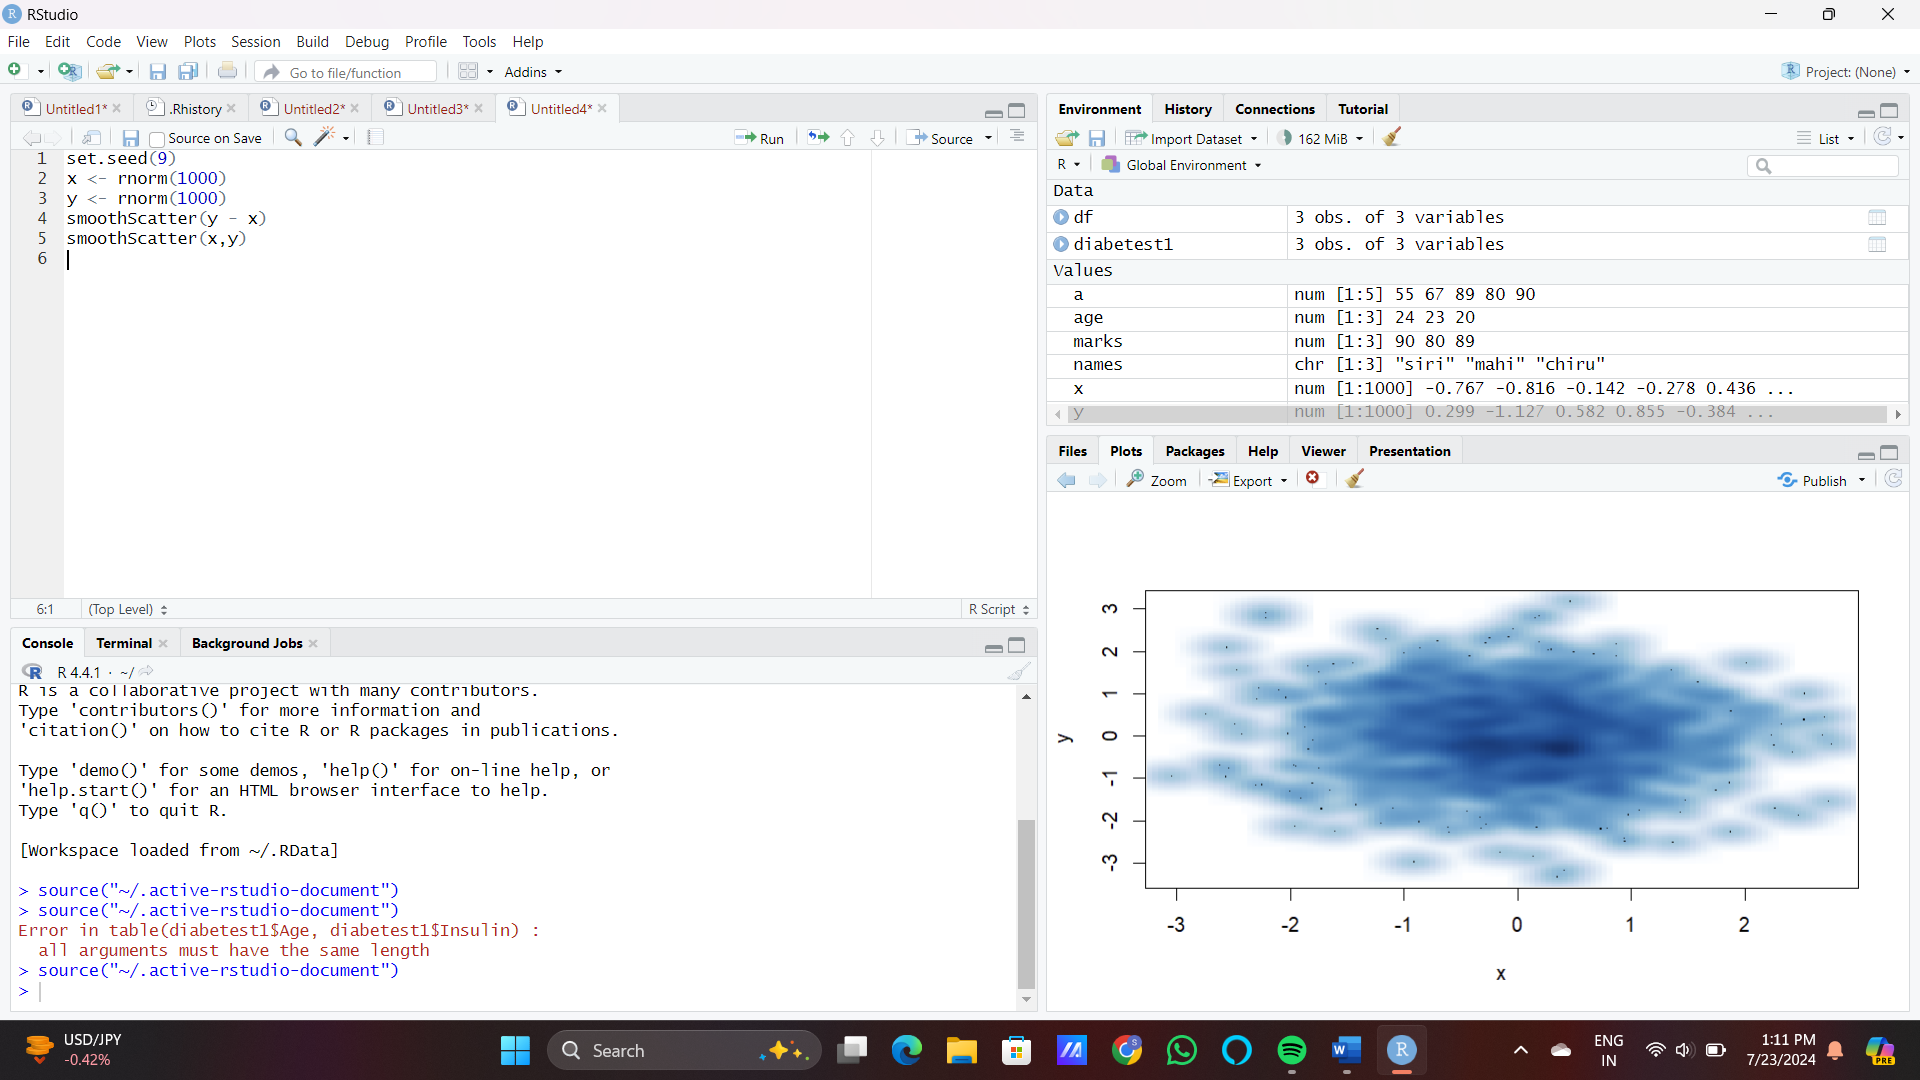 RStudio
File Edit Code View Plots Session Build Debug Profile Tools Help
Go to file/function Addins Project: (None)
Untitled1* .Rhistory Untitled2* Untitled3* Untitled4*
Source on Save Run Source
1 set.seed(9)
2 x <- rnorm(1000)
3 y <- rnorm(1000)
4 smoothScatter(y - x)
5 smoothScatter(x,y)
6
6:1 (Top Level) R Script
Console Terminal Background Jobs
R 4.4.1 · ~/
R is a collaborative project with many contributors.
Type 'contributors()' for more information and
'citation()' on how to cite R or R packages in publications.
Type 'demo()' for some demos, 'help()' for on-line help, or
'help.start()' for an HTML browser interface to help.
Type 'q()' to quit R.
[Workspace loaded from ~/.RData]
> source("~/.active-rstudio-document")
> source("~/.active-rstudio-document")
Error in table(diabetest1$Age, diabetest1$Insulin) :
all arguments must have the same length
> source("~/.active-rstudio-document")
>
Environment History Connections Tutorial
Import Dataset 162 MiB List
R Global Environment
Data
df 3 obs. of 3 variables
diabetest1 3 obs. of 3 variables
Values
a num [1:5] 55 67 89 80 90
age num [1:3] 24 23 20
marks num [1:3] 90 80 89
names chr [1:3] "siri" "mahi" "chiru"
x num [1:1000] -0.767 -0.816 -0.142 -0.278 0.436 ...
y num [1:1000] 0.299 -1.127 0.582 0.855 -0.384 ...
Files Plots Packages Help Viewer Presentation
Zoom Export Publish
3
2
1
0
-1
-2
-3
y
-3 -2 -1 0 1 2
x
USD/JPY
-0.42%
Search
ENG
IN
1:11 PM
7/23/2024
PRE